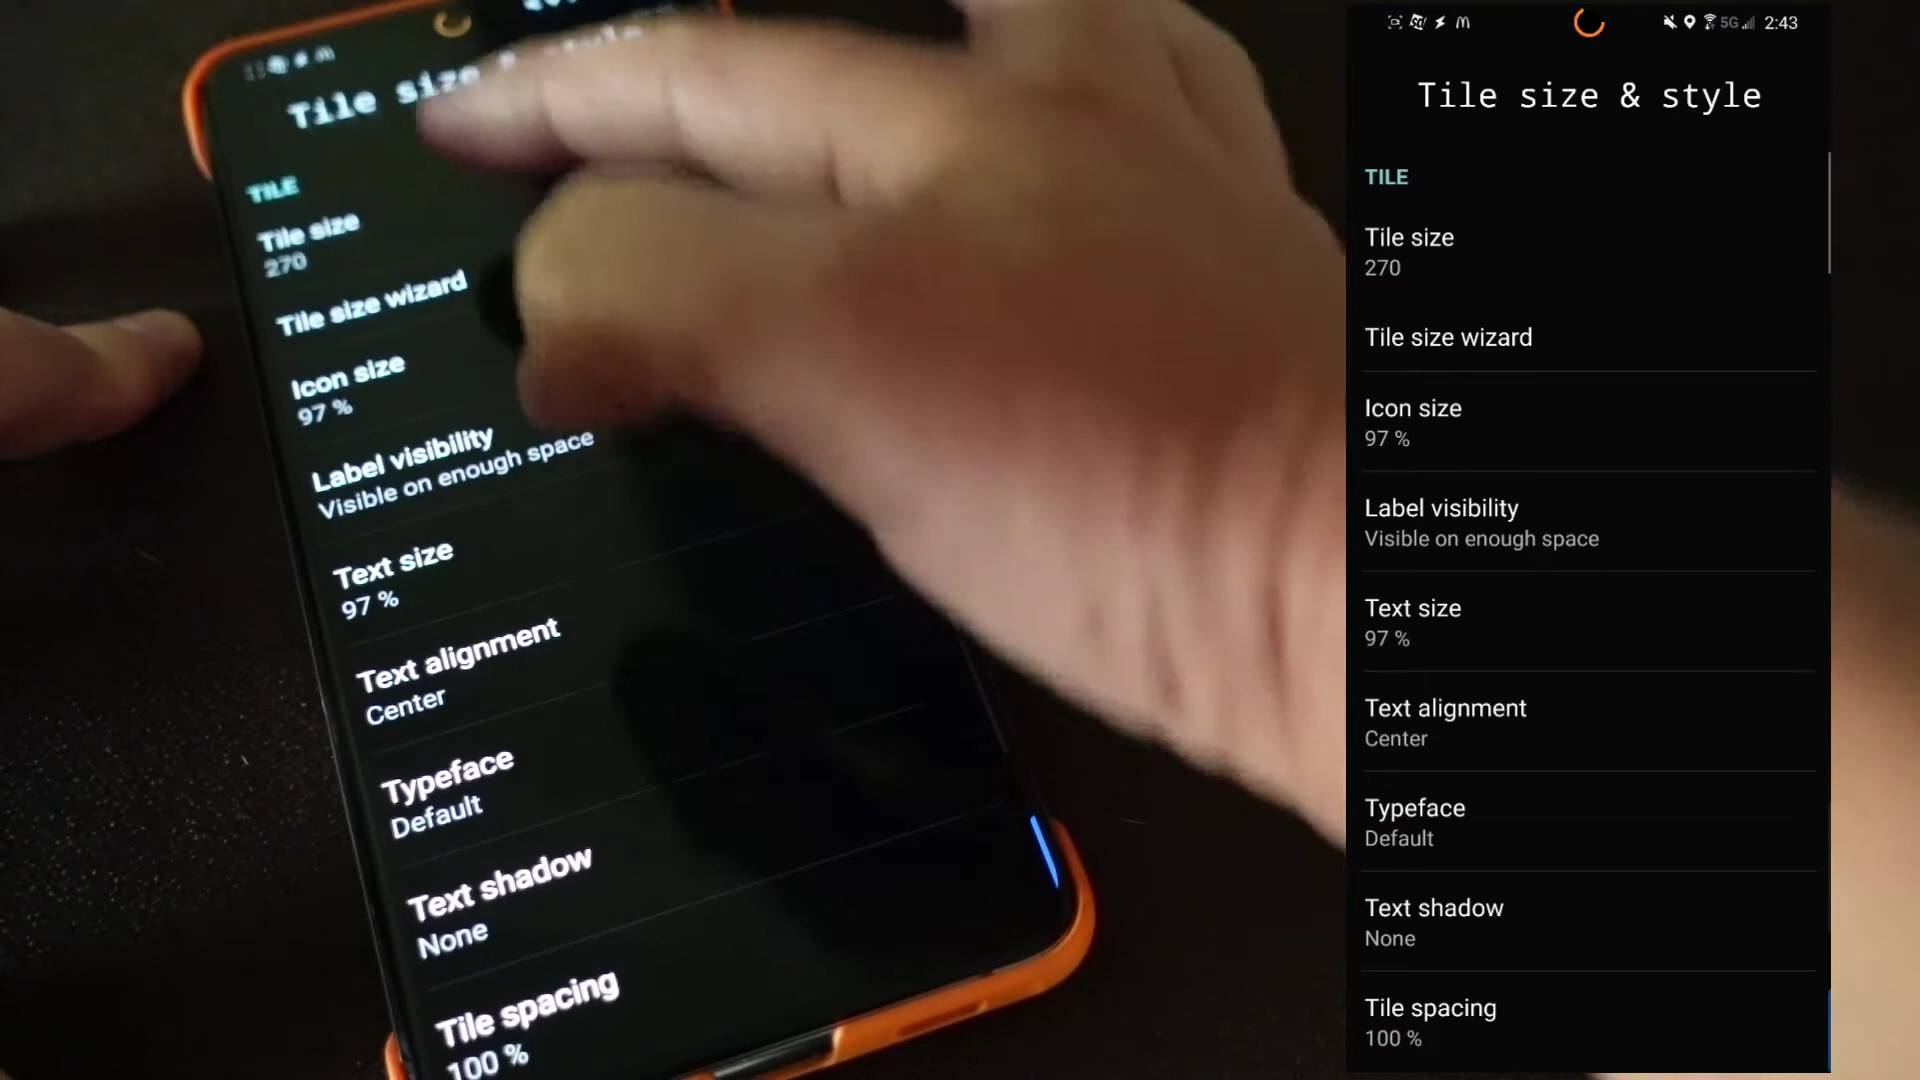 Tile size & style
TILE
Tile size
270
Tile size wizard
Icon size
97 %
Label visibility
Visible on enough space
Text size
97 %
Text alignment
Center
Typeface
Default
Text shadow
None
Tile spacing
100 %
5G 2:43
Tile size & style
TILE
Tile size
270
Tile size wizard
Icon size
97 %
Label visibility
Visible on enough space
Text size
97 %
Text alignment
Center
Typeface
Default
Text shadow
None
Tile spacing
100 %